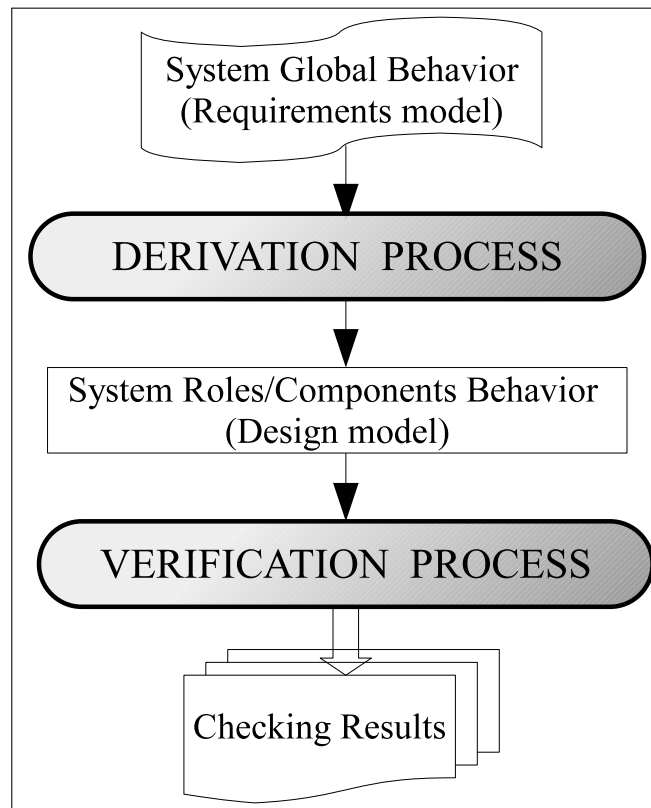 System Global Behavior
(Requirements model)
DERIVATION PROCESS
System Roles/Components Behavior
(Design model)
VERIFICATION PROCESS
Checking Results